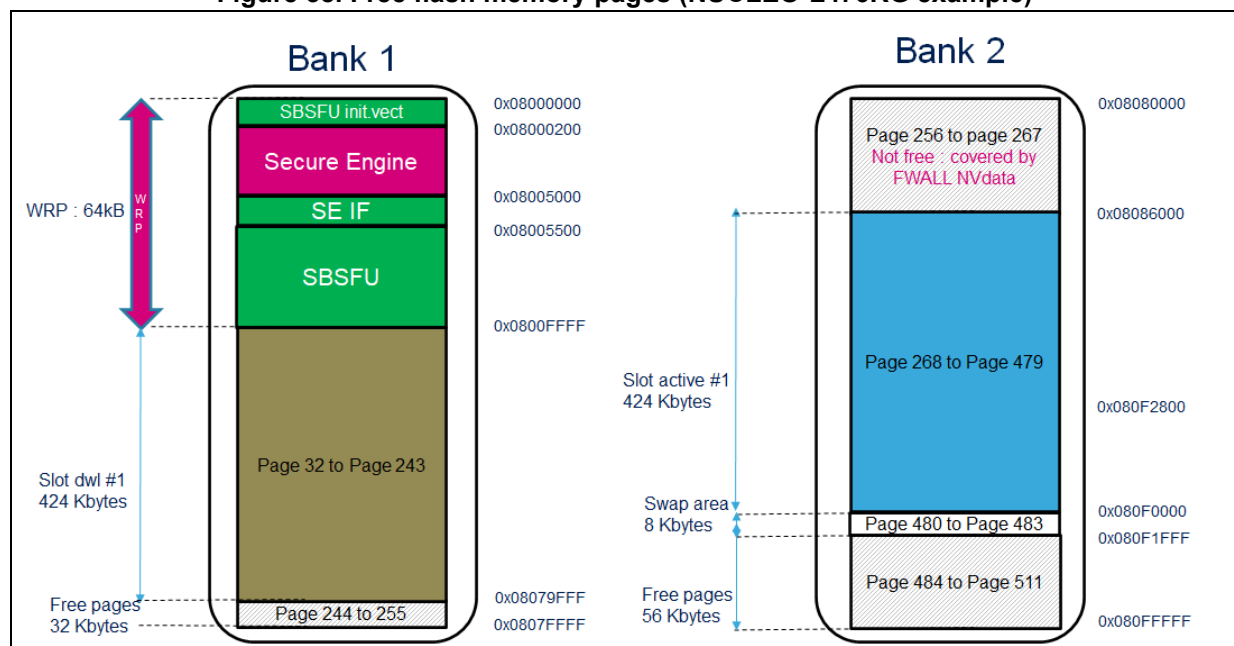 Bank 1
SBSFU init.vect
Secure Engine
SE IF
SBSFU
Page 32 to Page 243
Page 244 to 255
WRP : 64kB
WRP
Slot dwl #1
424 Kbytes
Free pages
32 Kbytes
0x08000000
0x08000200
0x08005000
0x08005500
0x0800FFFF
0x08079FFF
0x0807FFFF
Bank 2
Page 256 to page 267
Not free : covered by
FWALL NVdata
Page 268 to Page 479
Page 480 to Page 483
Page 484 to Page 511
Slot active #1
424 Kbytes
Swap area
8 Kbytes
Free pages
56 Kbytes
0x08080000
0x08086000
0x080F2800
0x080F0000
0x080F1FFF
0x080FFFFF